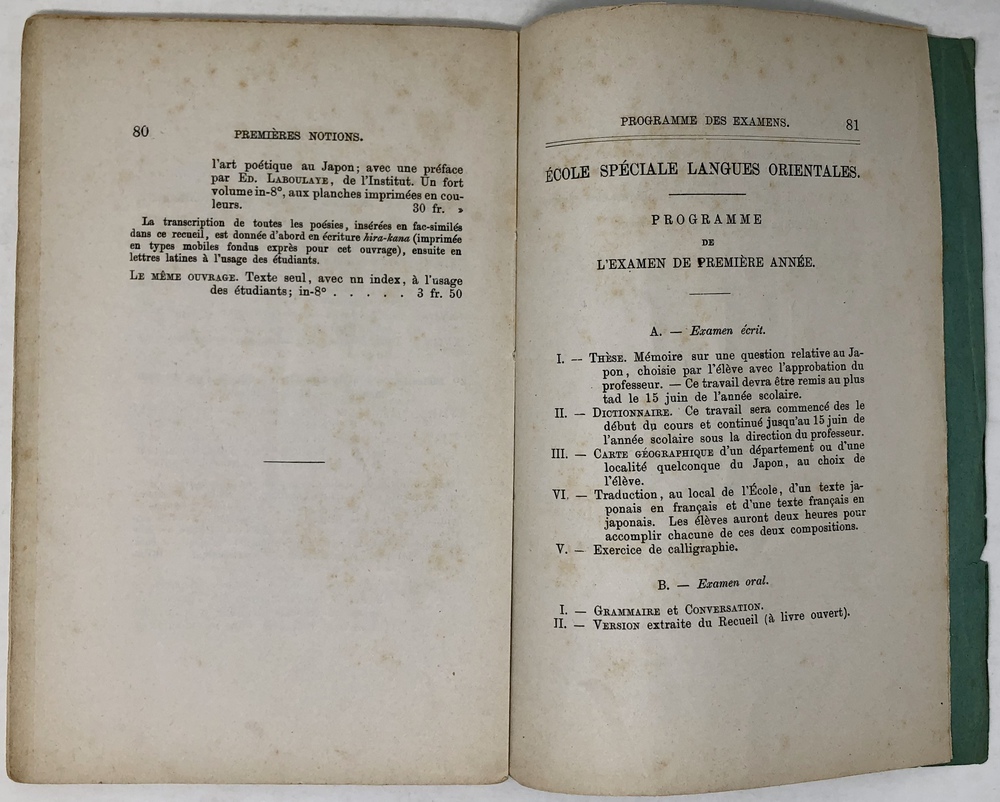 80
PREMIÈRES NOTIONS.
l'art poétique au Japon; avec une préface
par Ed. Laboulaye, de l'Institut. Un fort
volume in-8°, aux planches imprimées en cou-
leurs. 30 fr. »
La transcription de toutes les poésies, insérées en fac-similés
dans ce recueil, est donnée d'abord en écriture hira-kana (imprimée
en types mobiles fondus exprès pour cet ouvrage), ensuite en
lettres latines à l'usage des étudiants.
Le même ouvrage. Texte seul, avec un index, à l'usage
des étudiants; in-8° . . . . . 3 fr. 50
PROGRAMME DES EXAMENS.
81
ÉCOLE SPÉCIALE LANGUES ORIENTALES.
PROGRAMME
DE
L'EXAMEN DE PREMIÈRE ANNÉE.
A. — Examen écrit.
I. — Thèse. Mémoire sur une question relative au Ja-
pon, choisie par l'élève avec l'approbation du
professeur. — Ce travail devra être remis au plus
tad le 15 juin de l'année scolaire.
II. — Dictionnaire. Ce travail sera commencé des le
début du cours et continué jusqu'au 15 juin de
l'année scolaire sous la direction du professeur.
III. — Carte géographique d'un département ou d'une
localité quelconque du Japon, au choix de
l'élève.
VI. — Traduction, au local de l'École, d'un texte ja-
ponais en français et d'une texte français en
japonais. Les élèves auront deux heures pour
accomplir chacune de ces deux compositions.
V. — Exercice de calligraphie.
B. — Examen oral.
I. — Grammaire et Conversation.
II. — Version extraite du Recueil (à livre ouvert).